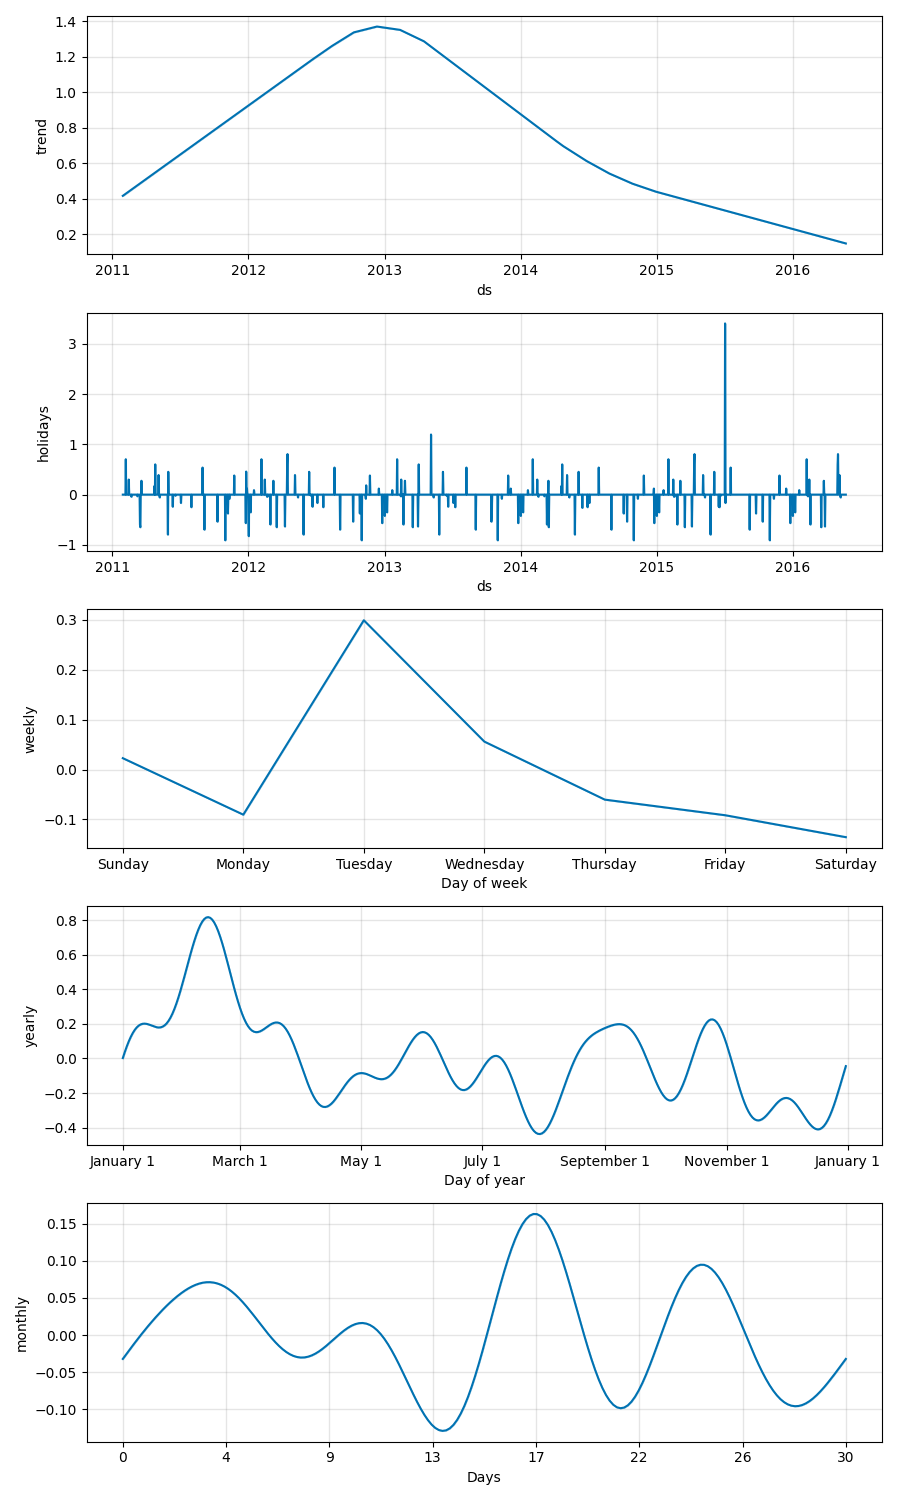 1.4
1.2
1.0
0.8
0.6
0.4
0.2
trend
2011 2012 2013 2014 2015 2016
ds
3
2
1
0
−1
holidays
2011 2012 2013 2014 2015 2016
ds
0.3
0.2
0.1
0.0
−0.1
weekly
Sunday Monday Tuesday Wednesday Thursday Friday Saturday
Day of week
0.8
0.6
0.4
0.2
0.0
−0.2
−0.4
yearly
January 1 March 1 May 1 July 1 September 1 November 1 January 1
Day of year
0.15
0.10
0.05
0.00
−0.05
−0.10
monthly
0 4 9 13 17 22 26 30
Days